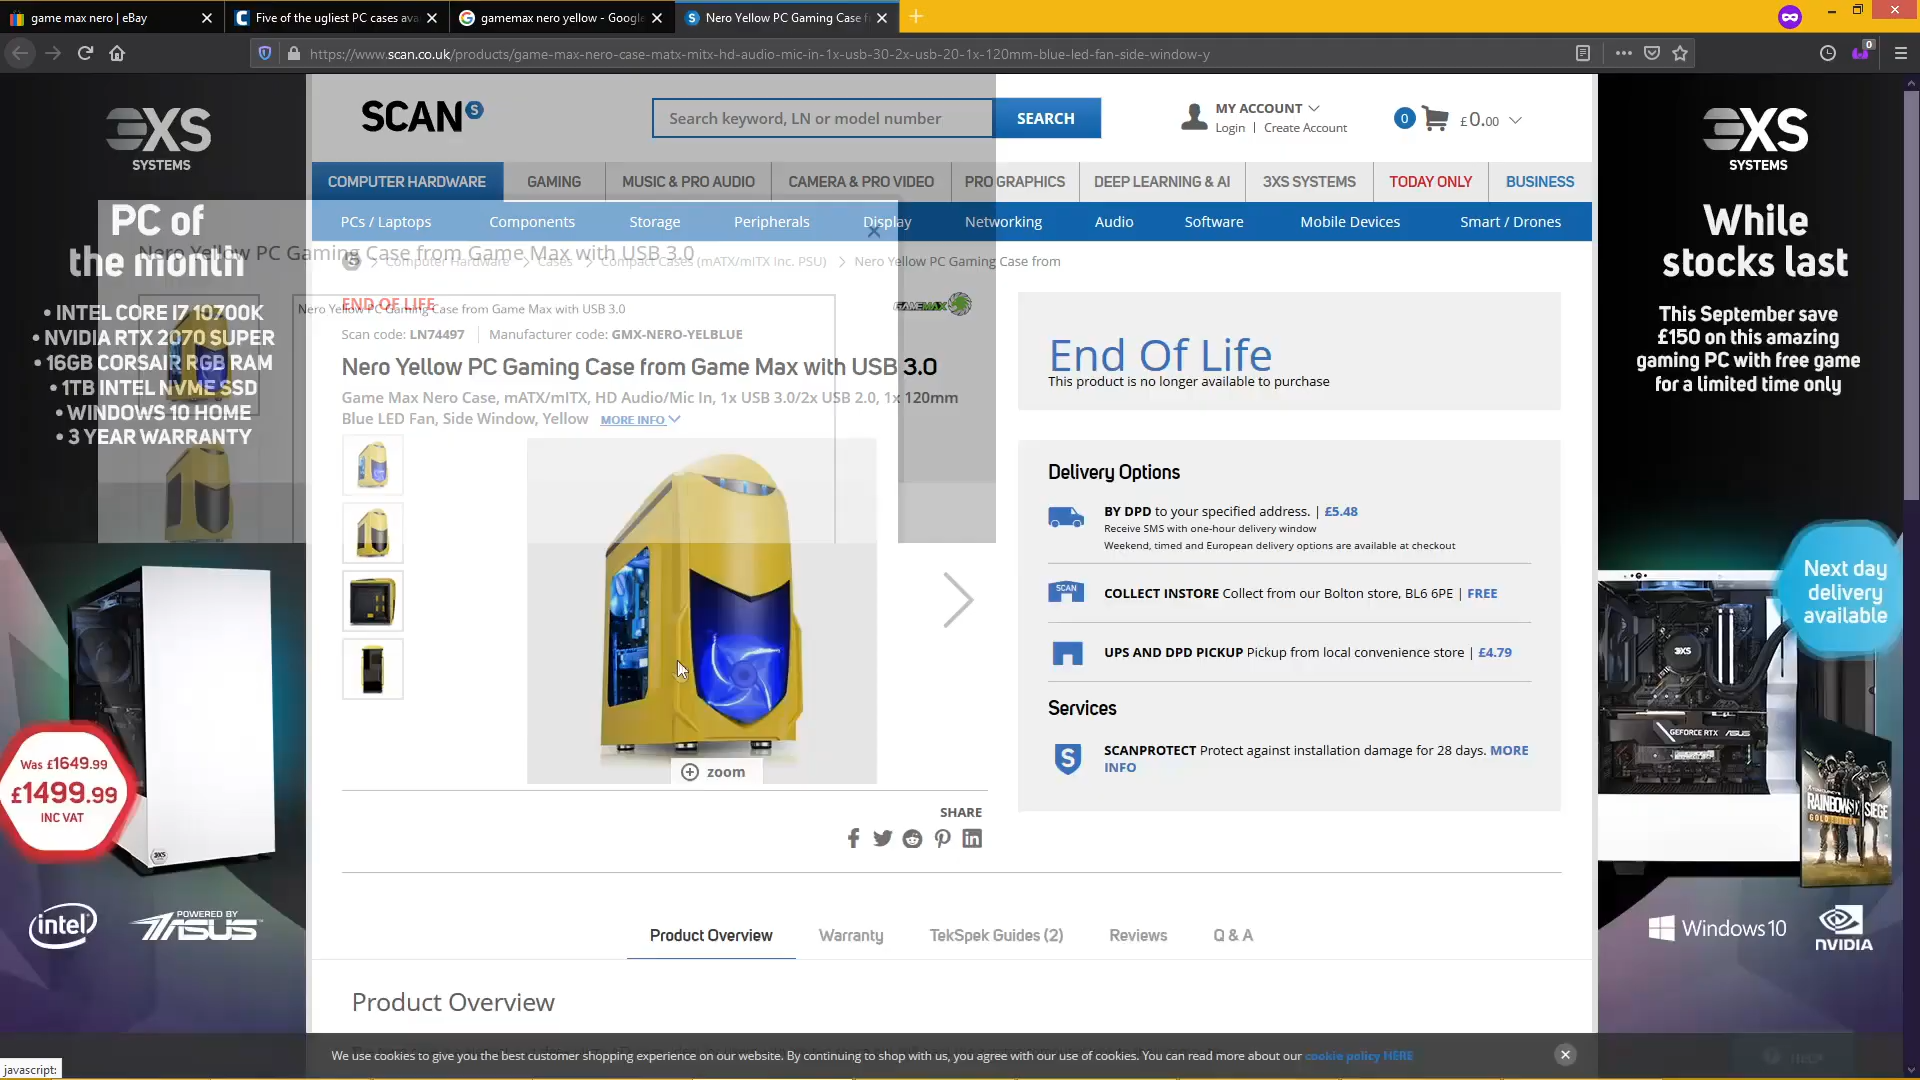 game max nero | eBay
Five of the ugliest PC cases ava
gamemax nero yellow - Google
Nero Yellow PC Gaming Case f
https://www.scan.co.uk/products/game-max-nero-case-matx-mitx-hd-audio-mic-in-1x-usb-30-2x-usb-20-1x-120mm-blue-led-fan-side-window-y
0
3XS
SYSTEMS
PC of
the month
• INTEL CORE I7 10700K
• NVIDIA RTX 2070 SUPER
• 16GB CORSAIR RGB RAM
• 1TB INTEL NVME SSD
• WINDOWS 10 HOME
• 3 YEAR WARRANTY
Was £1649.99
£1499.99
INC VAT
3XS
intel
POWERED BY
ASUS
SCAN S
Search keyword, LN or model number
SEARCH
MY ACCOUNT
Login | Create Account
0
£0.00
COMPUTER HARDWARE
GAMING
MUSIC & PRO AUDIO
CAMERA & PRO VIDEO
PRO GRAPHICS
DEEP LEARNING & AI
3XS SYSTEMS
TODAY ONLY
BUSINESS
PCs / Laptops
Components
Storage
Peripherals
Display
Networking
Audio
Software
Mobile Devices
Smart / Drones
Nero Yellow PC Gaming Case from Game Max with USB 3.0
Computer Hardware > Cases > Compact Cases (mATX/mITX Inc. PSU) > Nero Yellow PC Gaming Case from
END OF LIFE
Nero Yellow PC Gaming Case from Game Max with USB 3.0
GAMEMAX
Scan code: LN74497 | Manufacturer code: GMX-NERO-YELBLUE
Nero Yellow PC Gaming Case from Game Max with USB 3.0
Game Max Nero Case, mATX/mITX, HD Audio/Mic In, 1x USB 3.0/2x USB 2.0, 1x 120mm
Blue LED Fan, Side Window, Yellow MORE INFO
zoom
SHARE
End Of Life
This product is no longer available to purchase
Delivery Options
BY DPD to your specified address. | £5.48
Receive SMS with one-hour delivery window
Weekend, timed and European delivery options are available at checkout
SCAN
COLLECT INSTORE Collect from our Bolton store, BL6 6PE | FREE
UPS AND DPD PICKUP Pickup from local convenience store | £4.79
Services
S
SCANPROTECT Protect against installation damage for 28 days. MORE
INFO
Product Overview
Warranty
TekSpek Guides (2)
Reviews
Q & A
Product Overview
3XS
SYSTEMS
While
stocks last
This September save
£150 on this amazing
gaming PC with free game
for a limited time only
Next day
delivery
available
3XS
GEFORCE RTX
ASUS
RAINBOW SIX SIEGE
GOLD EDITION
Windows 10
NVIDIA
We use cookies to give you the best customer shopping experience on our website. By continuing to shop with us, you agree with our use of cookies. You can read more about our cookie policy HERE
HELP
javascript: